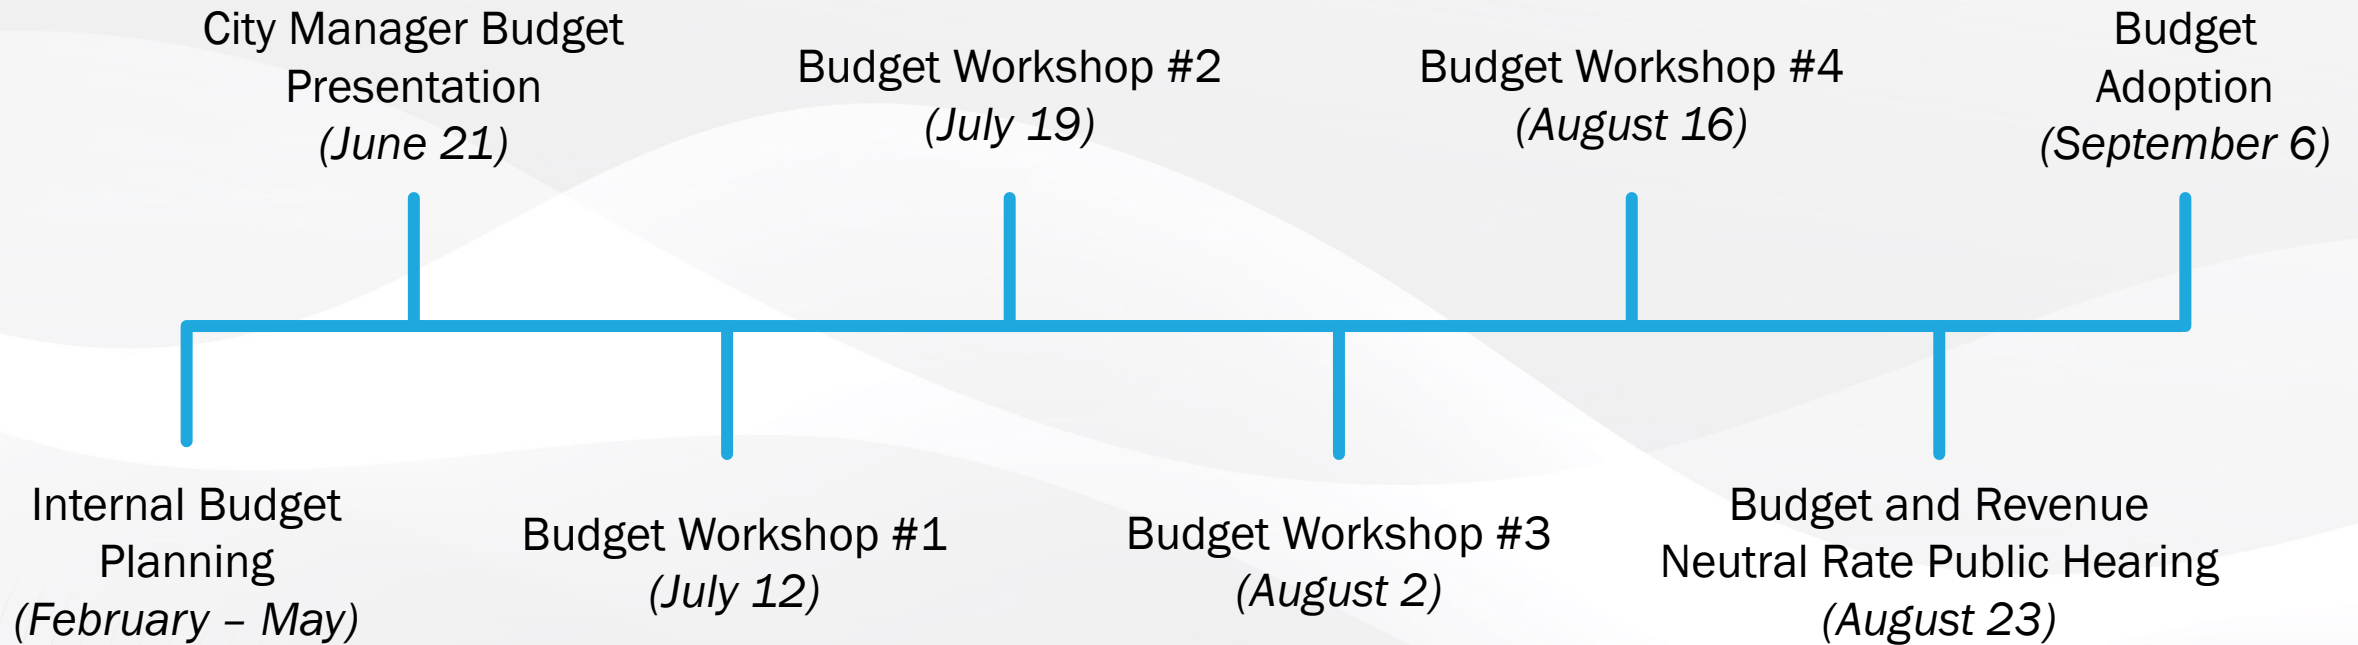 City Manager Budget
Presentation
(June 21)
Budget Workshop #2
(July 19)
Budget Workshop #4
(August 16)
Budget
Adoption
(September 6)
Internal Budget
Planning
(February – May)
Budget Workshop #1
(July 12)
Budget Workshop #3
(August 2)
Budget and Revenue
Neutral Rate Public Hearing
(August 23)